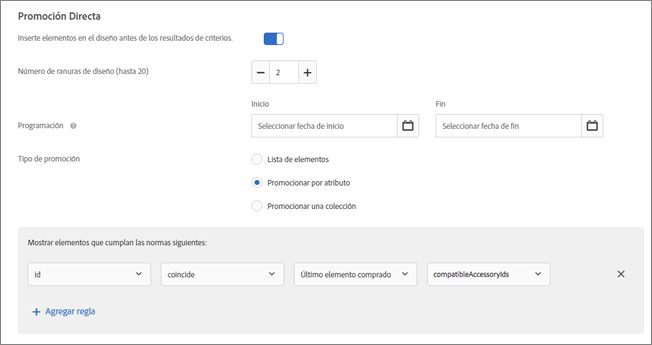 Promoción Directa
Inserte elementos en el diseño antes de los resultados de criterios.
Número de ranuras de diseño (hasta 20)
2
Inicio
Fin
Programación
Seleccionar fecha de inicio
Seleccionar fecha de fin
Tipo de promoción
Lista de elementos
Promocionar por atributo
Promocionar una colección
Mostrar elementos que cumplan las normas siguientes:
id
coincide
Último elemento comprado
compatibleAccessoryIds
Agregar regla